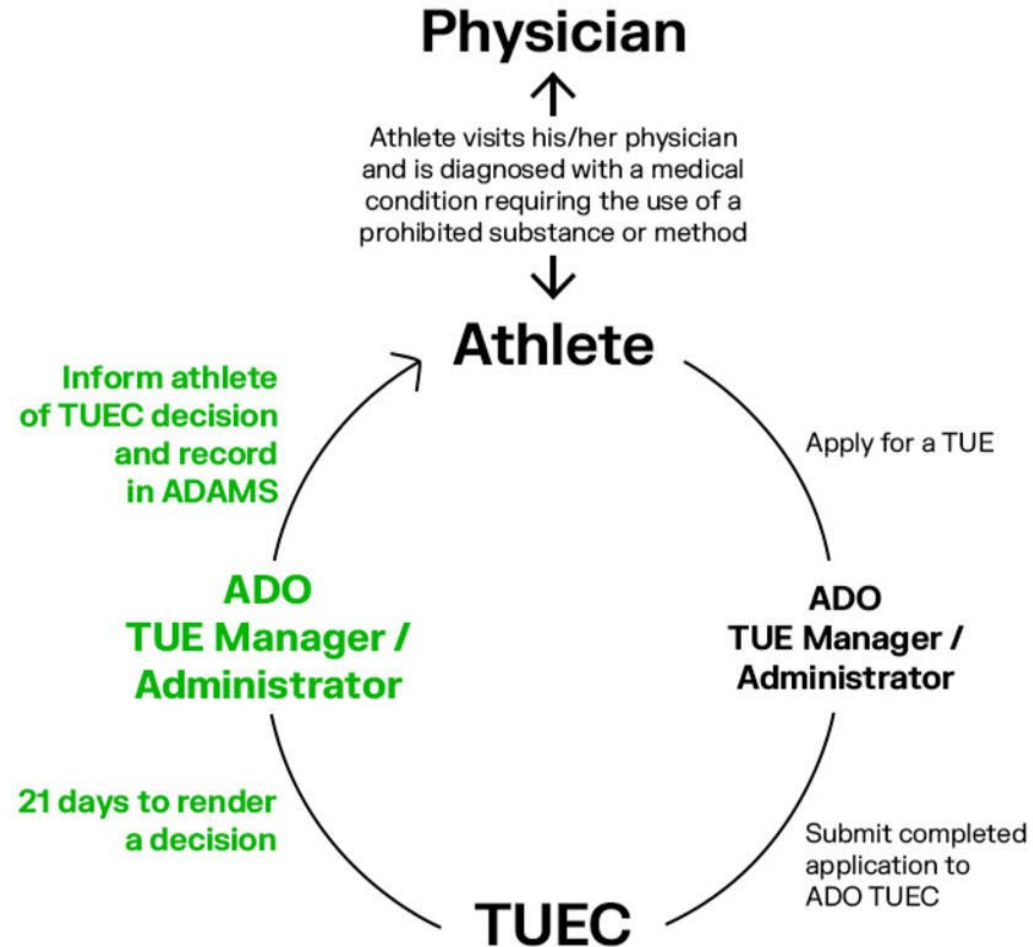 Physician
Athlete visits his/her physician
and is diagnosed with a medical
condition requiring the use of a
prohibited substance or method
Athlete
Apply for a TUE
ADO
TUE Manager /
Administrator
Submit completed
application to
ADO TUEC
TUEC
21 days to render
a decision
ADO
TUE Manager /
Administrator
Inform athlete
of TUEC decision
and record
in ADAMS